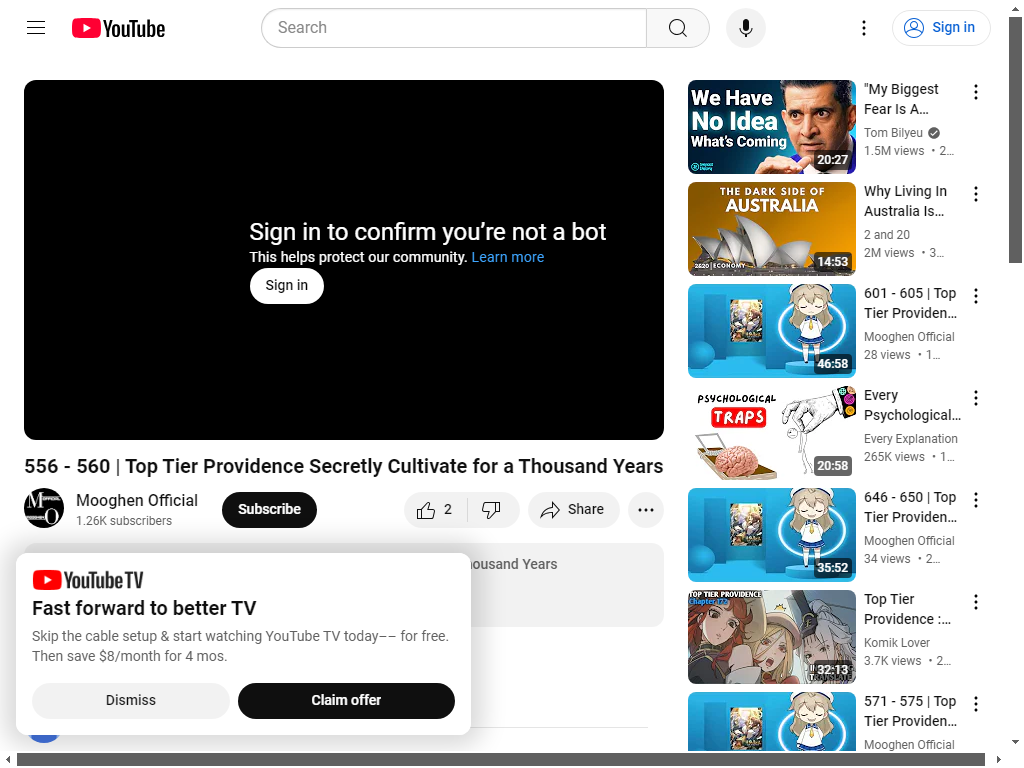 YouTube
Search
Sign in
Sign in to confirm you're not a bot
This helps protect our community. Learn more
Sign in
556 - 560 | Top Tier Providence Secretly Cultivate for a Thousand Years
Mooghen Official
1.26K subscribers
Subscribe
2
Share
ousand Years
YouTube TV
Fast forward to better TV
Skip the cable setup & start watching YouTube TV today–– for free.
Then save $8/month for 4 mos.
Dismiss
Claim offer
We Have
No Idea
What's Coming
20:27
"My Biggest
Fear Is A…
Tom Bilyeu
1.5M views • 2…
THE DARK SIDE OF
AUSTRALIA
2&20 | ECONOMY
14:53
Why Living In
Australia Is…
2 and 20
2M views • 3…
46:58
601 - 605 | Top
Tier Providen…
Mooghen Official
28 views • 1…
PSYCHOLOGICAL
TRAPS
20:58
Every
Psychological…
Every Explanation
265K views • 1…
35:52
646 - 650 | Top
Tier Providen…
Mooghen Official
34 views • 2…
TOP TIER PROVIDENCE
Chapter 172
32:13
Top Tier
Providence :…
Komik Lover
3.7K views • 2…
571 - 575 | Top
Tier Providen…
Mooghen Official